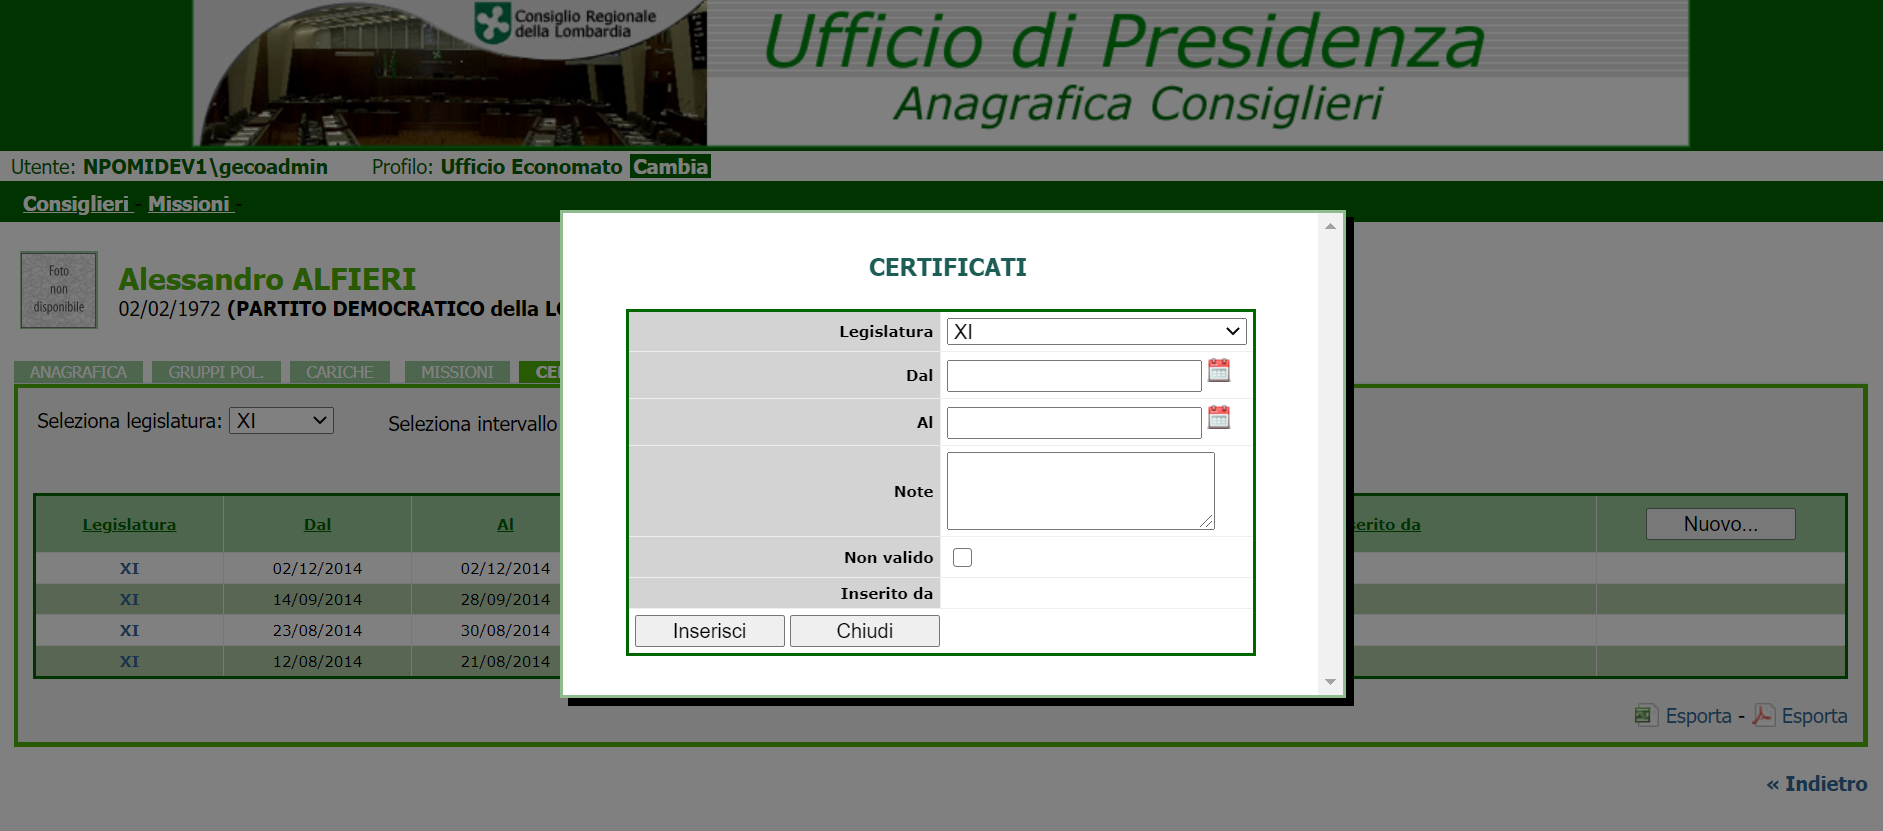 Consiglio Regionale
della Lombardia
Ufficio di Presidenza
Anagrafica Consiglieri
Utente: NPOMIDEV1\gecoadmin Profilo: Ufficio Economato Cambia
Consiglieri - Missioni -
Foto
non
disponibile
Alessandro ALFIERI
02/02/1972 (PARTITO DEMOCRATICO della
ANAGRAFICA GRUPPI POL. CARICHE MISSIONI
Seleziona legislatura: XI Seleziona intervallo
Legislatura Dal Al Nuovo...
XI 02/12/2014 02/12/2014
XI 14/09/2014 28/09/2014
XI 23/08/2014 30/08/2014
XI 12/08/2014 21/08/2014
CERTIFICATI
Legislatura XI
Dal
Al
Note
Non valido
Inserito da
Inserisci Chiudi
Esporta - Esporta
« Indietro